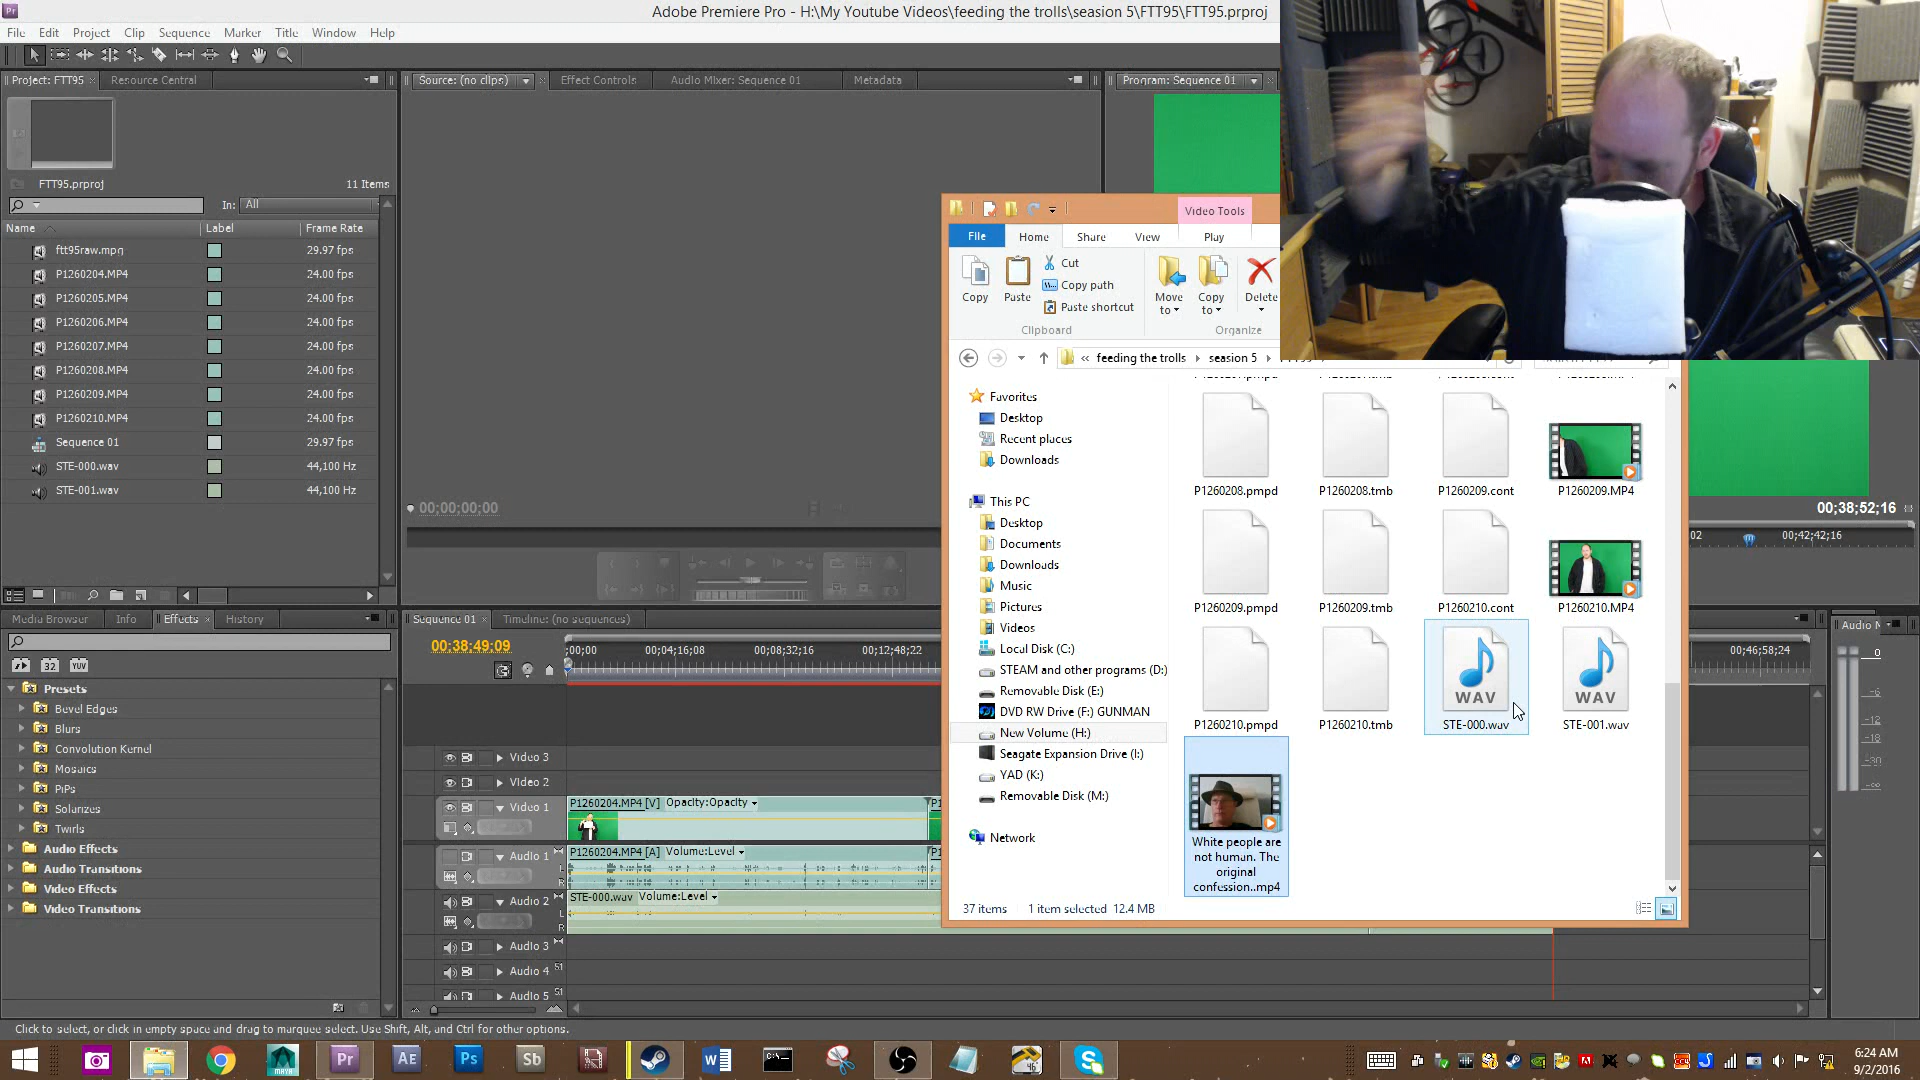 Adobe Premiere Pro - H:\My Youtube Videos\feeding the trolls\seasion 5\FTT95\FTT95.prproj
File Edit Project Clip Sequence Marker Title Window Help
Project: FTT95 Resource Central
Source: (no clips) Effect Controls Audio Mixer: Sequence 01 Metadata
Program: Sequence 01
FTT95.prproj 11 Items
In: All
Name Label Frame Rate
ftt95raw.mpg 29.97 fps
P1260204.MP4 24.00 fps
P1260205.MP4 24.00 fps
P1260206.MP4 24.00 fps
P1260207.MP4 24.00 fps
P1260208.MP4 24.00 fps
P1260209.MP4 24.00 fps
P1260210.MP4 24.00 fps
Sequence 01 29.97 fps
STE-000.wav 44,100 Hz
STE-001.wav 44,100 Hz
00;00;00;00
Video Tools
File Home Share View Play
Copy
Paste
Cut
Copy path
Paste shortcut
Move to
Copy to
Delete
Clipboard
Organize
« feeding the trolls seasion 5
Favorites
Desktop
Recent places
Downloads
This PC
Desktop
Documents
Downloads
Music
Pictures
Videos
Local Disk (C:)
STEAM and other programs (D:)
Removable Disk (E:)
DVD RW Drive (F:) GUNMAN
New Volume (H:)
Seagate Expansion Drive (I:)
YAD (K:)
Removable Disk (M:)
Network
P1260208.pmpd P1260208.tmb P1260209.cont P1260209.MP4
P1260209.pmpd P1260209.tmb P1260210.cont P1260210.MP4
WAV WAV
P1260210.pmpd P1260210.tmb STE-000.wav STE-001.wav
White people are
not human. The
original
confession..mp4
37 items 1 item selected 12.4 MB
00;38;52;16
02 00;42;42;16
Media Browser Info Effects History
32 YUV
Presets
Bevel Edges
Blurs
Convolution Kernel
Mosaics
PiPs
Solarizes
Twirls
Audio Effects
Audio Transitions
Video Effects
Video Transitions
Sequence 01 Timeline: (no sequences)
00;38;49;09
;00;00 00;04;16;08 00;08;32;16 00;12;48;22
00;46;58;24
Video 3
Video 2
Video 1
P1260204.MP4 [V] Opacity:Opacity
Audio 1
P1260204.MP4 [A] Volume:Level
Audio 2
STE-000.wav Volume:Level
Audio 3
Audio 4
Audio 5
0
-6
-12
-18
-30
-∞
Click to select, or click in empty space and drag to marquee select. Use Shift, Alt, and Ctrl for other options.
MAYA Pr AE Ps Sb
6:24 AM
9/2/2016